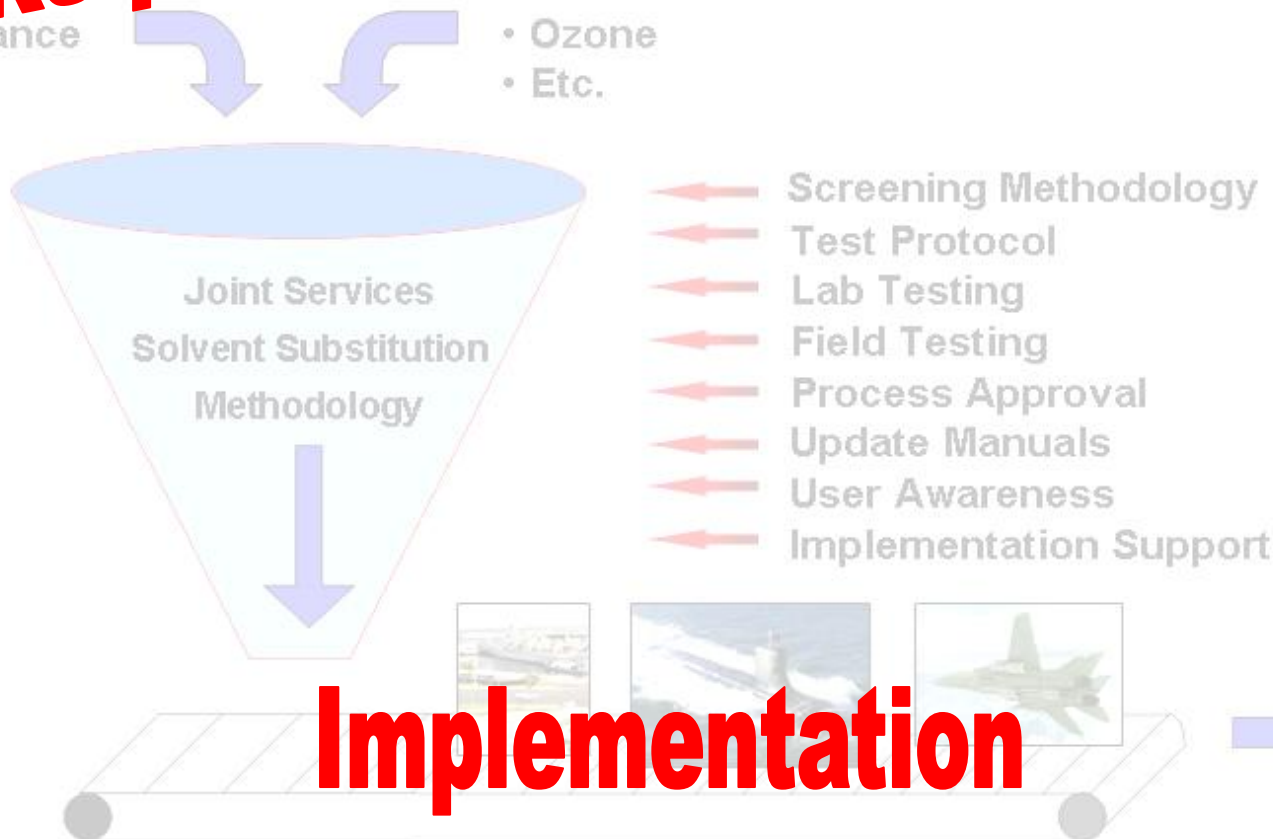 • Ozone
• Etc.
Joint Services
Solvent Substitution
Methodology
Screening Methodology
Test Protocol
Lab Testing
Field Testing
Process Approval
Update Manuals
User Awareness
Implementation Support
Implementation